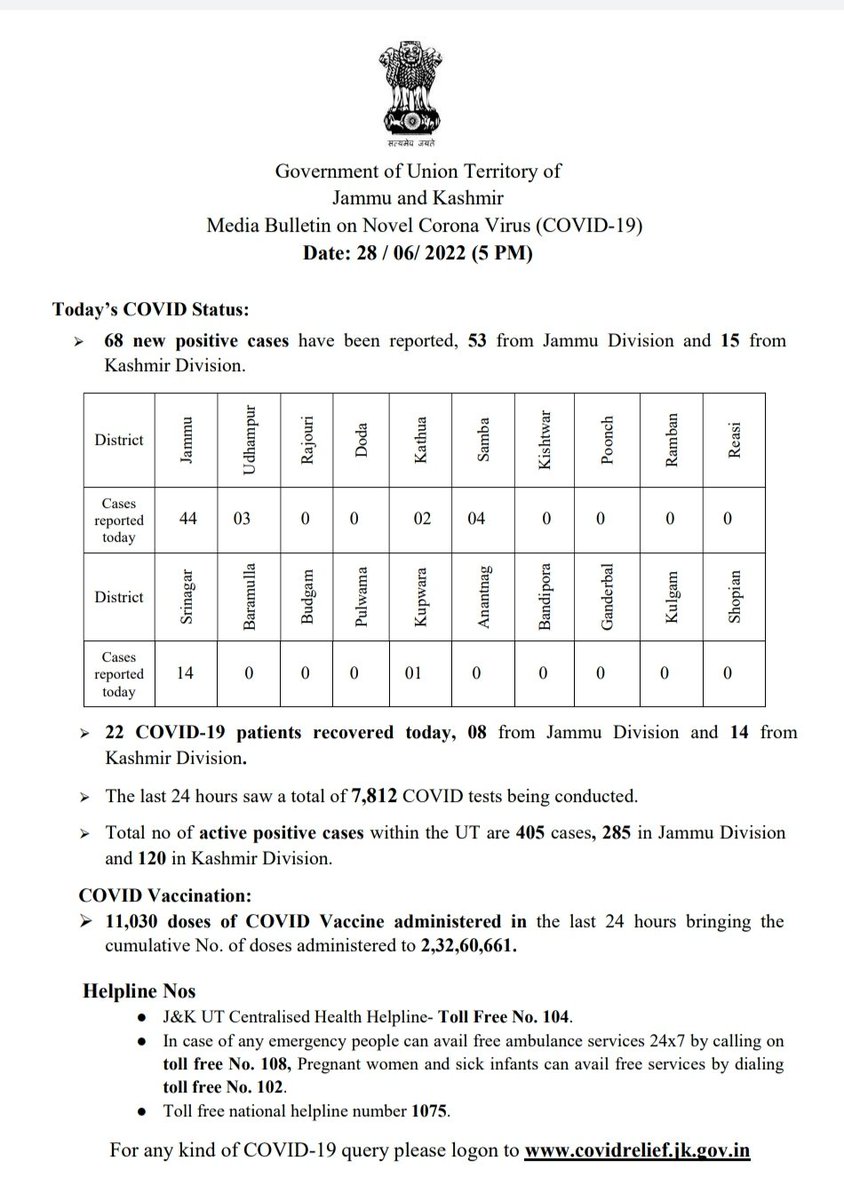 सत्यमेव जयते
Government of Union Territory of
Jammu and Kashmir
Media Bulletin on Novel Corona Virus (COVID-19)
Date: 28 / 06/ 2022 (5 PM)
Today’s COVID Status:
➢ 68 new positive cases have been reported, 53 from Jammu Division and 15 from
Kashmir Division.
District Jammu Udhampur Rajouri Doda Kathua Samba Kishtwar Poonch Ramban Reasi
Cases reported today 44 03 0 0 02 04 0 0 0 0
District Srinagar Baramulla Budgam Pulwama Kupwara Anantnag Bandipora Ganderbal Kulgam Shopian
Cases reported today 14 0 0 0 01 0 0 0 0 0
➢ 22 COVID-19 patients recovered today, 08 from Jammu Division and 14 from
Kashmir Division.
➢ The last 24 hours saw a total of 7,812 COVID tests being conducted.
➢ Total no of active positive cases within the UT are 405 cases, 285 in Jammu Division
and 120 in Kashmir Division.
COVID Vaccination:
➢ 11,030 doses of COVID Vaccine administered in the last 24 hours bringing the
cumulative No. of doses administered to 2,32,60,661.
Helpline Nos
● J&K UT Centralised Health Helpline- Toll Free No. 104.
● In case of any emergency people can avail free ambulance services 24x7 by calling on
toll free No. 108, Pregnant women and sick infants can avail free services by dialing
toll free No. 102.
● Toll free national helpline number 1075.
For any kind of COVID-19 query please logon to www.covidrelief.jk.gov.in